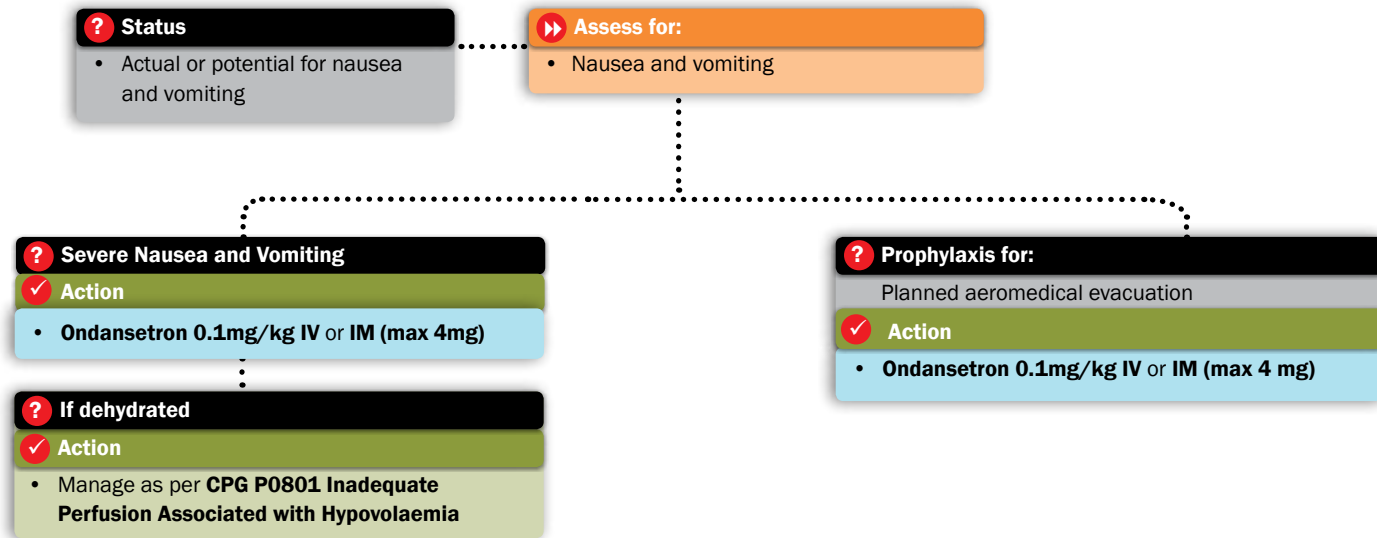 ? Status
• Actual or potential for nausea
and vomiting
Assess for:
• Nausea and vomiting
? Severe Nausea and Vomiting
✓ Action
• Ondansetron 0.1mg/kg IV or IM (max 4mg)
? If dehydrated
✓ Action
• Manage as per CPG P0801 Inadequate
Perfusion Associated with Hypovolaemia
? Prophylaxis for:
Planned aeromedical evacuation
✓ Action
• Ondansetron 0.1mg/kg IV or IM (max 4 mg)